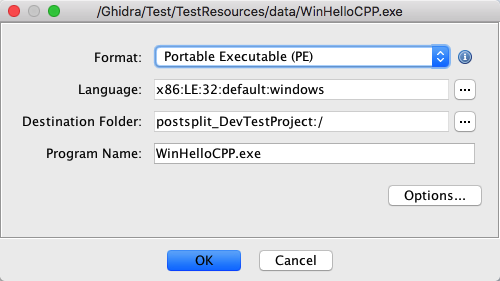 /Ghidra/Test/TestResources/data/WinHelloCPP.exe
Format: Portable Executable (PE)
Language: x86:LE:32:default:windows ...
Destination Folder: postsplit_DevTestProject:/ ...
Program Name: WinHelloCPP.exe
Options...
OK Cancel